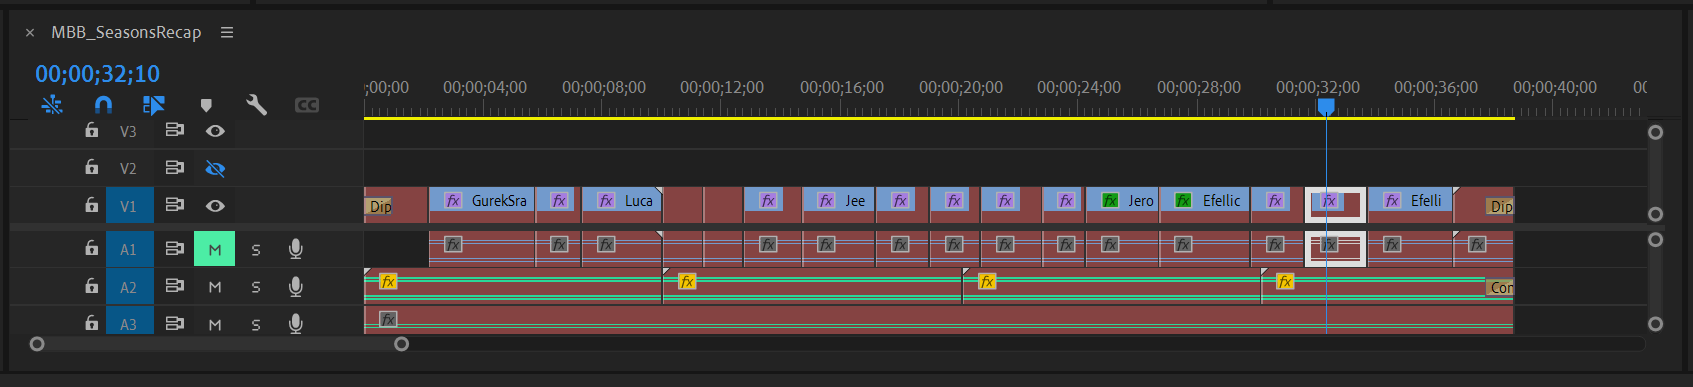 × MBB_SeasonsRecap
00;00;32;10
;00;00 00;00;04;00 00;00;08;00 00;00;12;00 00;00;16;00 00;00;20;00 00;00;24;00 00;00;28;00 00;00;32;00 00;00;36;00 00;00;40;00 00
CC
V3
V2
V1 Dip fx GurekSra fx fx Luca fx fx Jee fx fx fx fx fx Jero fx Efellic fx fx fx Efelli Dip
A1 M S fx fx fx fx fx fx fx fx fx fx fx fx fx fx fx
A2 M S fx fx fx fx Con
A3 M S fx